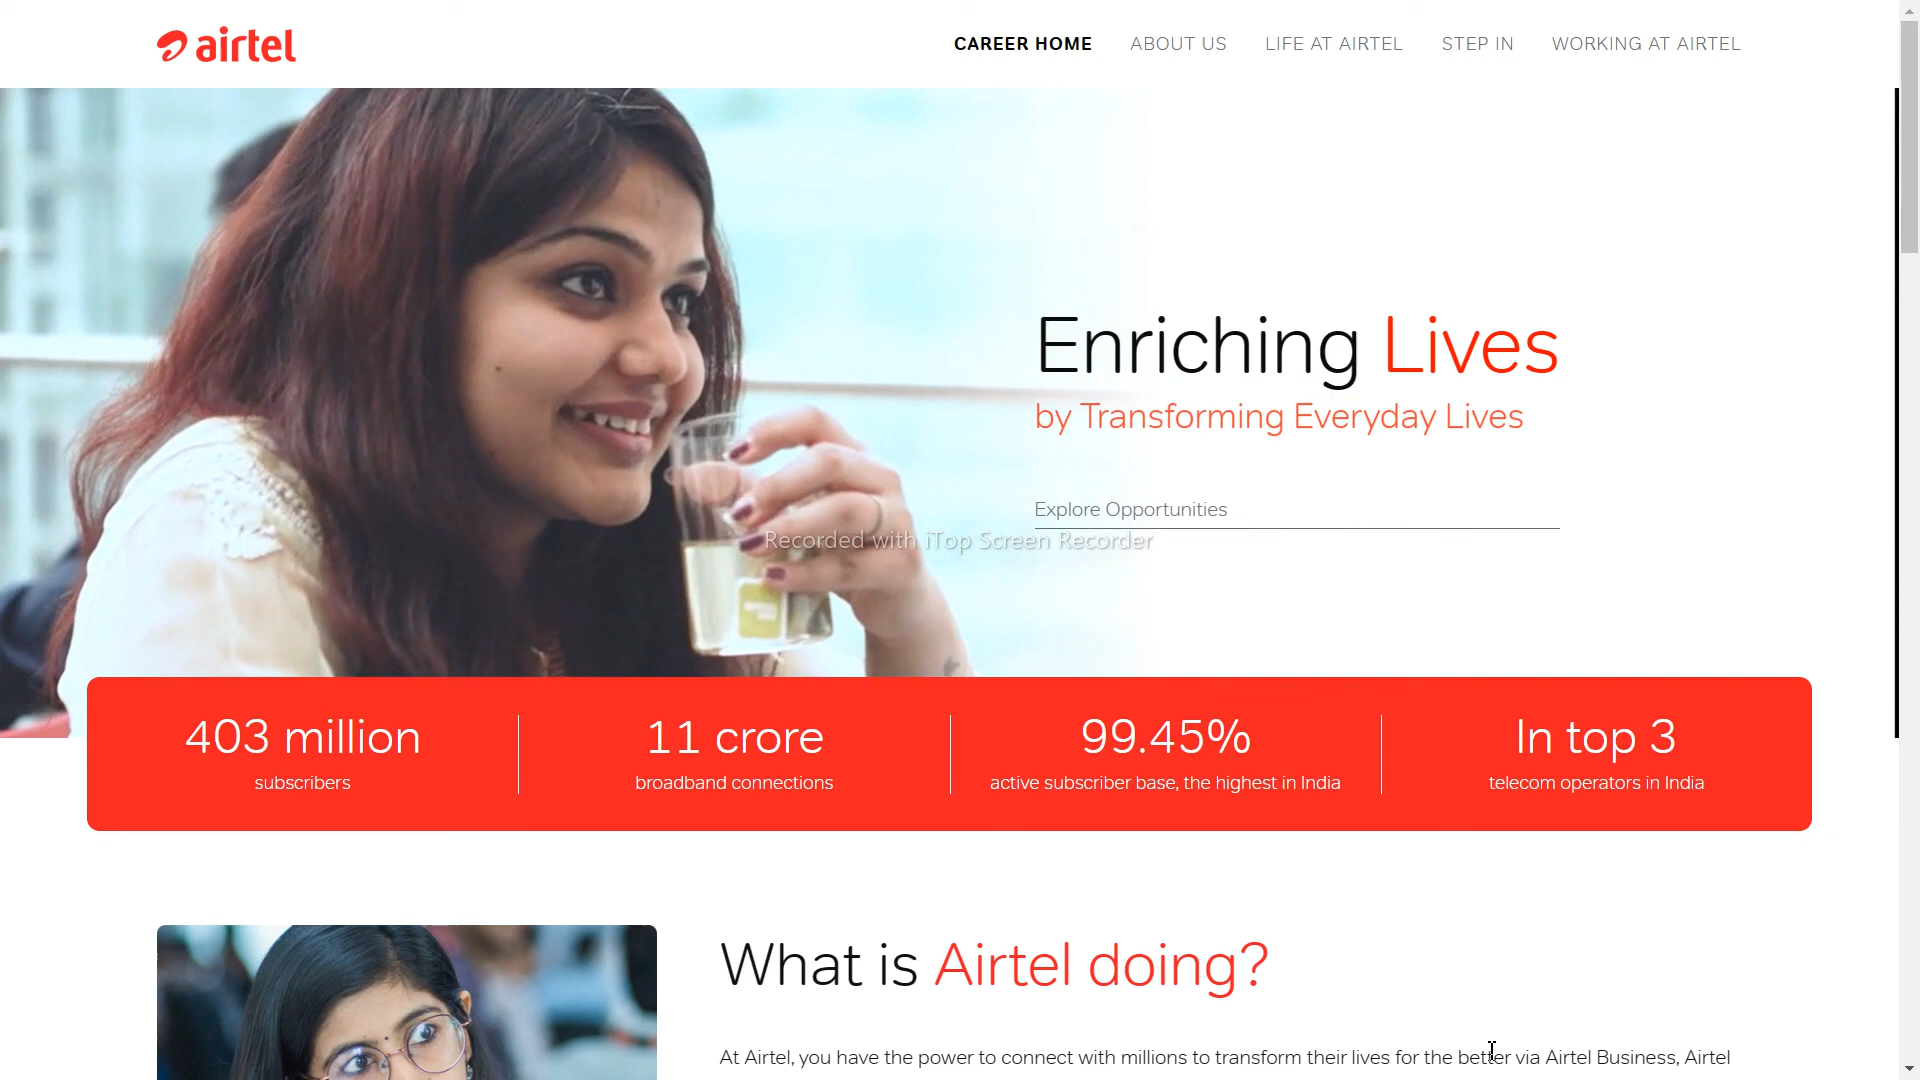 airtel
CAREER HOME ABOUT US LIFE AT AIRTEL STEP IN WORKING AT AIRTEL
Enriching Lives
by Transforming Everyday Lives
Explore Opportunities
Recorded with iTop Screen Recorder
403 million 11 crore 99.45% In top 3
subscribers broadband connections active subscriber base, the highest in India telecom operators in India
What is Airtel doing?
At Airtel, you have the power to connect with millions to transform their lives for the better via Airtel Business, Airtel